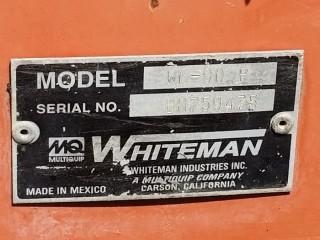 MODEL
SERIAL NO.
MQ WHITEMAN
MULTIQUIP
WHITEMAN INDUSTRIES INC.
A MULTIQUIP COMPANY
MADE IN MEXICO CARSON, CALIFORNIA